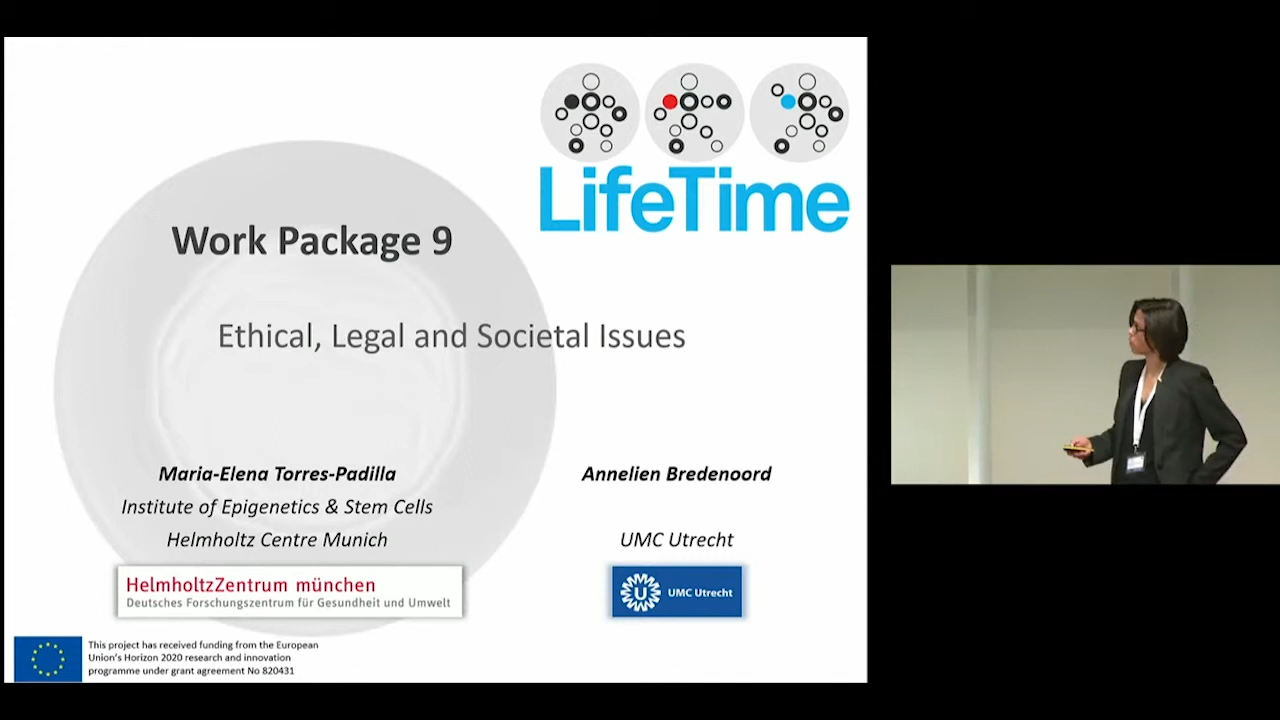 LifeTime
Work Package 9
Ethical, Legal and Societal Issues
Maria-Elena Torres-Padilla
Institute of Epigenetics & Stem Cells
Helmholtz Centre Munich
HelmholtzZentrum münchen
Deutsches Forschungszentrum für Gesundheit und Umwelt
Annelien Bredenoord
UMC Utrecht
U UMC Utrecht
This project has received funding from the European
Union's Horizon 2020 research and innovation
programme under grant agreement No 820431